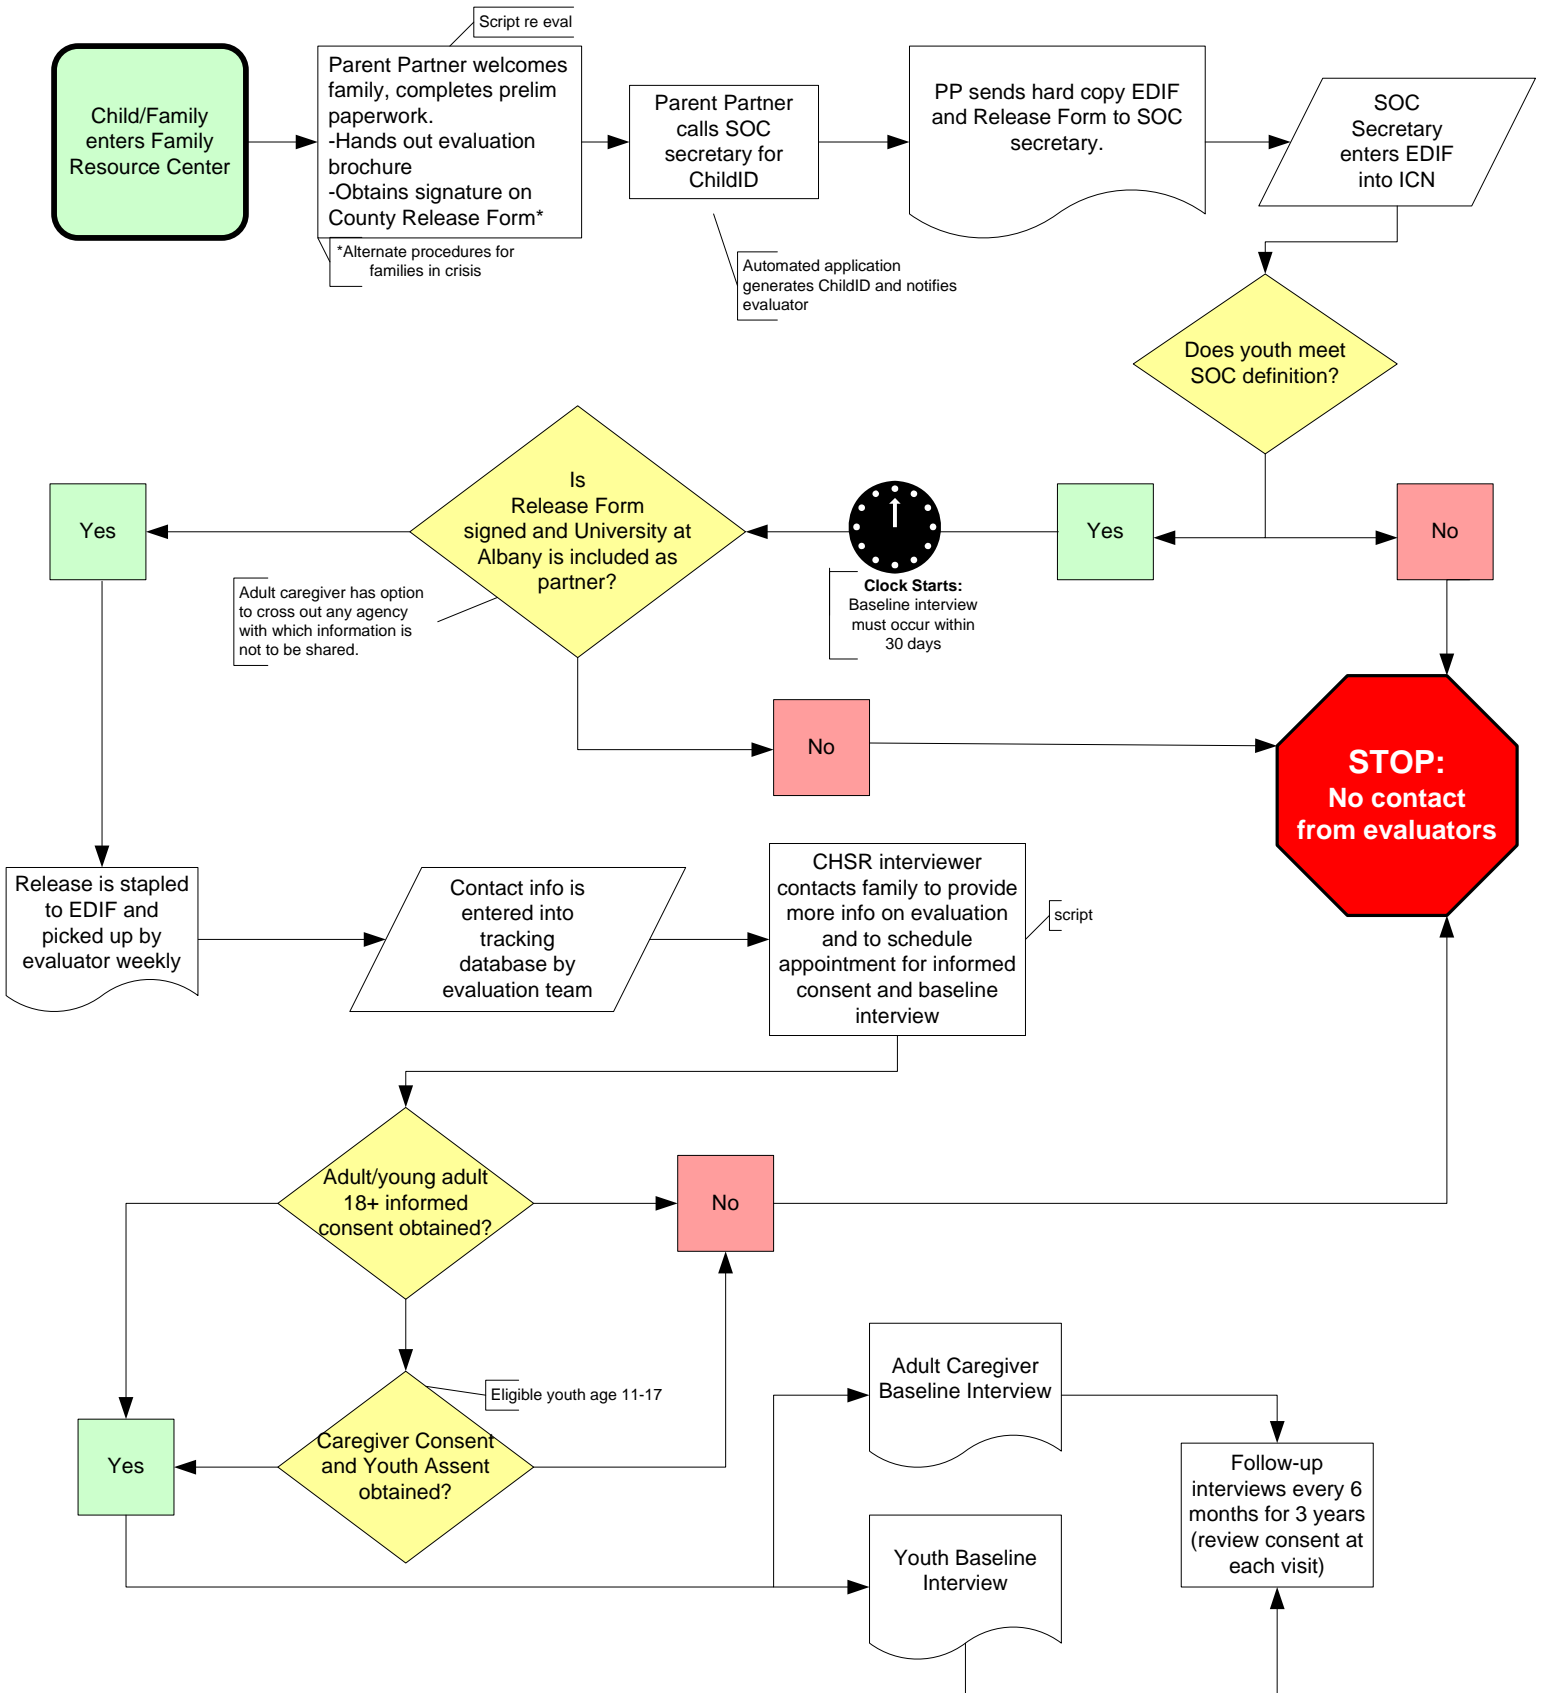 Script re eval
Child/Family
enters Family
Resource Center
Parent Partner welcomes
family, completes prelim
paperwork.
-Hands out evaluation
brochure
-Obtains signature on
County Release Form*
*Alternate procedures for
families in crisis
Parent Partner
calls SOC
secretary for
ChildID
Automated application
generates ChildID and notifies
evaluator
PP sends hard copy EDIF
and Release Form to SOC
secretary.
SOC
Secretary
enters EDIF
into ICN
Does youth meet
SOC definition?
Yes
No
Clock Starts:
Baseline interview
must occur within
30 days
Is
Release Form
signed and University at
Albany is included as
partner?
Adult caregiver has option
to cross out any agency
with which information is
not to be shared.
Yes
No
STOP:
No contact
from evaluators
Release is stapled
to EDIF and
picked up by
evaluator weekly
Contact info is
entered into
tracking
database by
evaluation team
CHSR interviewer
contacts family to provide
more info on evaluation
and to schedule
appointment for informed
consent and baseline
interview
script
Adult/young adult
18+ informed
consent obtained?
No
Eligible youth age 11-17
Caregiver Consent
and Youth Assent
obtained?
Yes
Adult Caregiver
Baseline Interview
Youth Baseline
Interview
Follow-up
interviews every 6
months for 3 years
(review consent at
each visit)